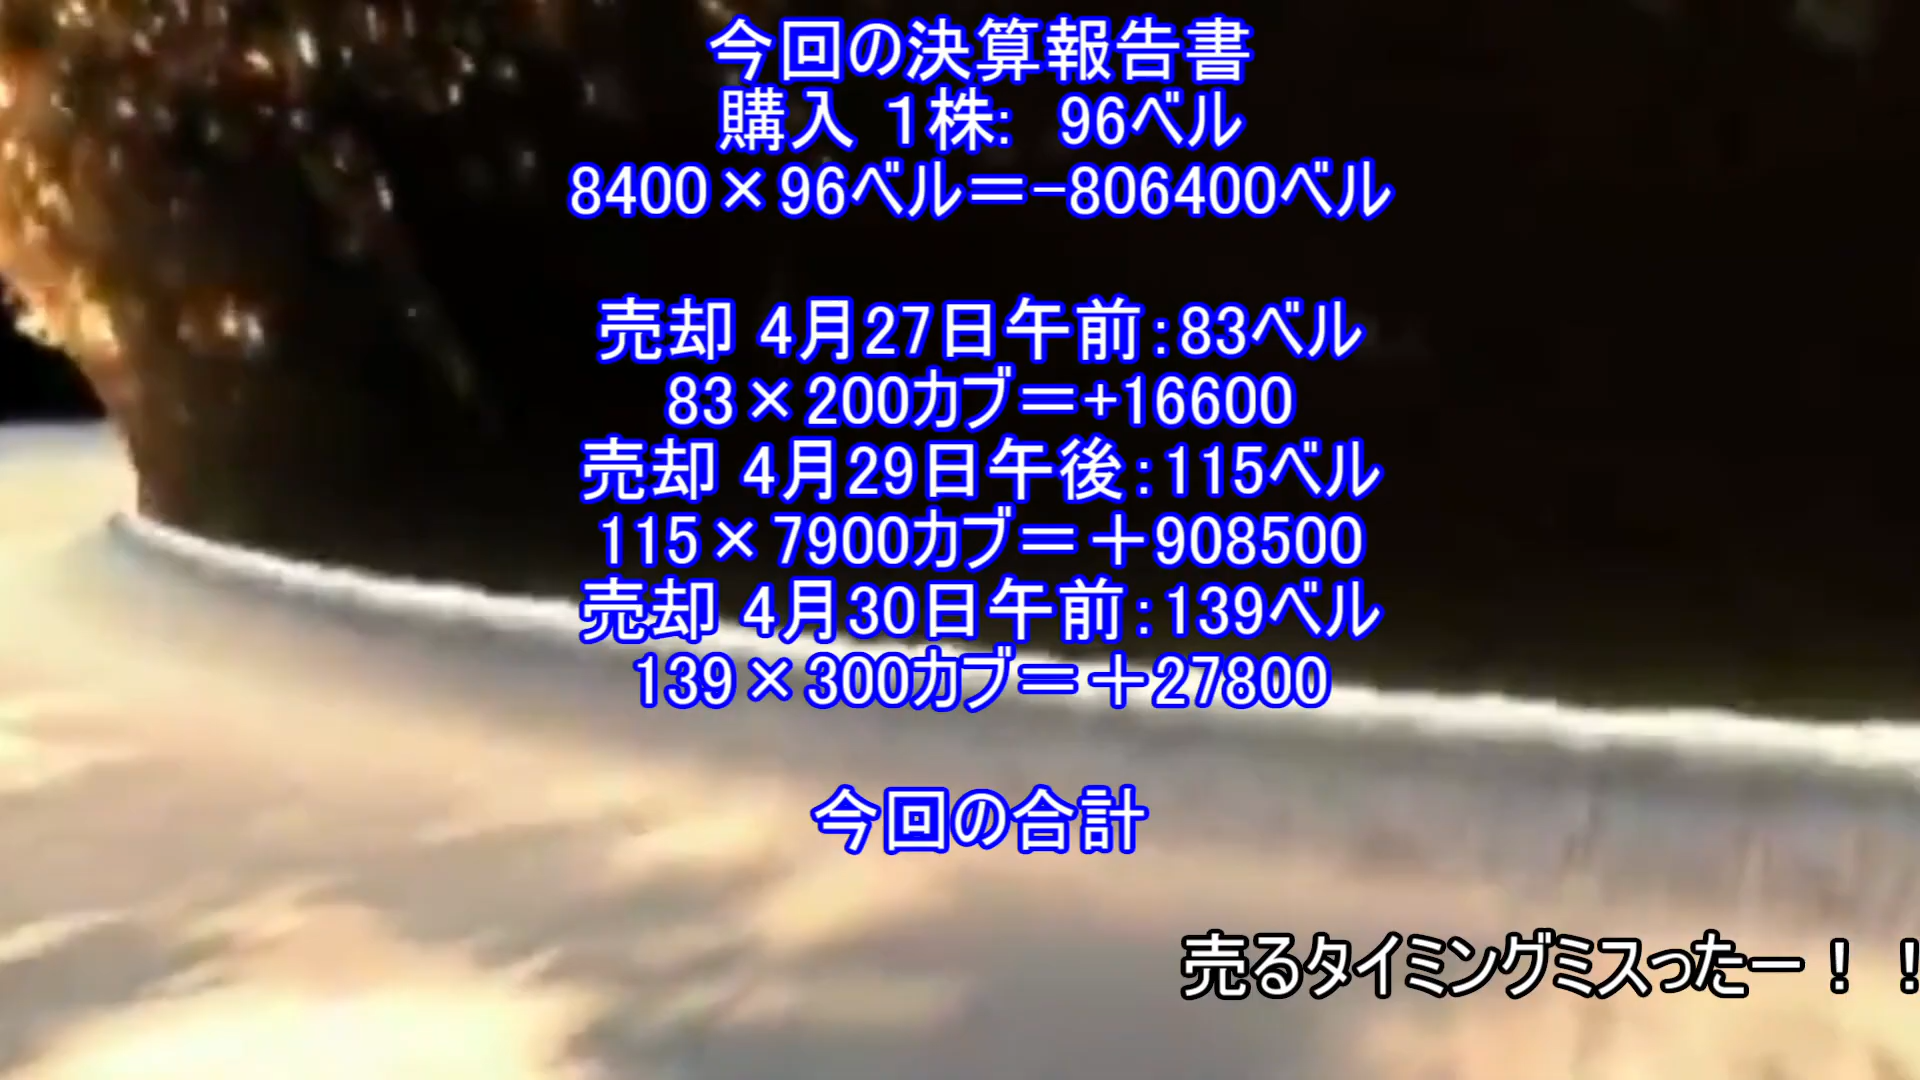 今回の決算報告書
購入 1株: 96ベル
8400×96ベル＝-806400ベル
売却 4月27日午前：83ベル
83×200カブ＝+16600
売却 4月29日午後：115ベル
115×7900カブ＝＋908500
売却 4月30日午前：139ベル
139×300カブ＝＋27800
今回の合計
売るタイミングミスったー！！